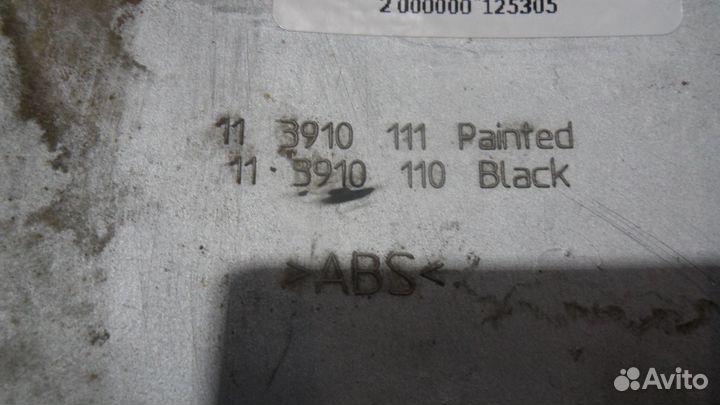 2 000000 125305
11 3910 111 Painted
11 3910 110 Black
>ABS<
Avito